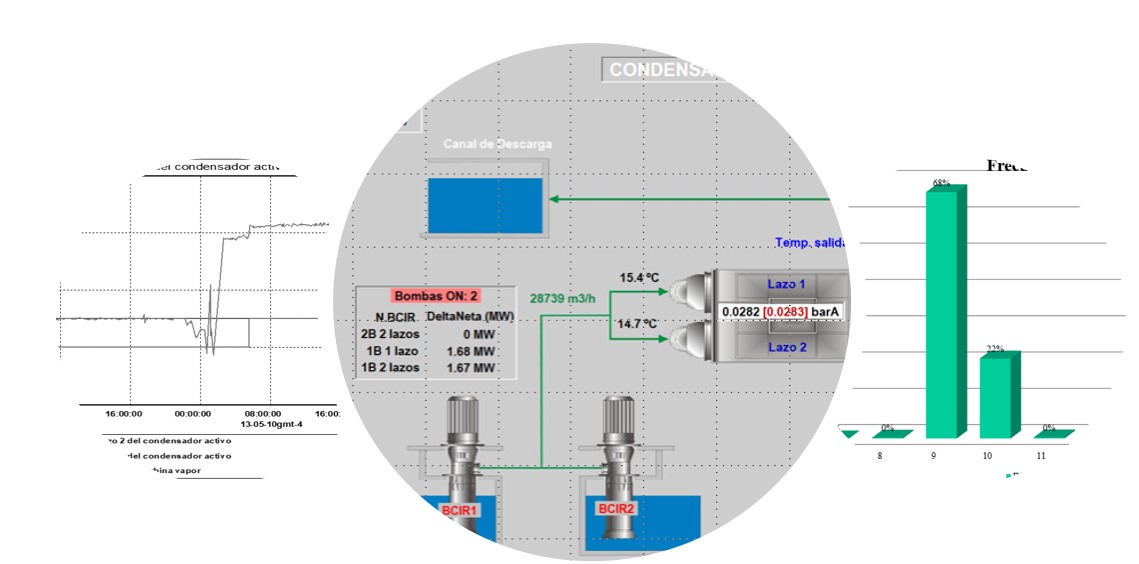 condensador activ
16:00:00 00:00:00 08:00:00 16:00:
13-05-10gmt-4
ro 2 del condensador activo
del condensador activo
bina vapor
CONDENSA
Canal de Descarga
Temp. salida
15.4 ºC
Lazo 1
28739 m3/h
0.0282 [0.0283] barA
14.7 ºC
Lazo 2
Bombas ON: 2
N.BCIR DeltaNeta (MW)
2B 2 lazos 0 MW
1B 1 lazo 1.68 MW
1B 2 lazos 1.67 MW
BCIR1
BCIR2
68%
22%
0%
0%
8 9 10 11